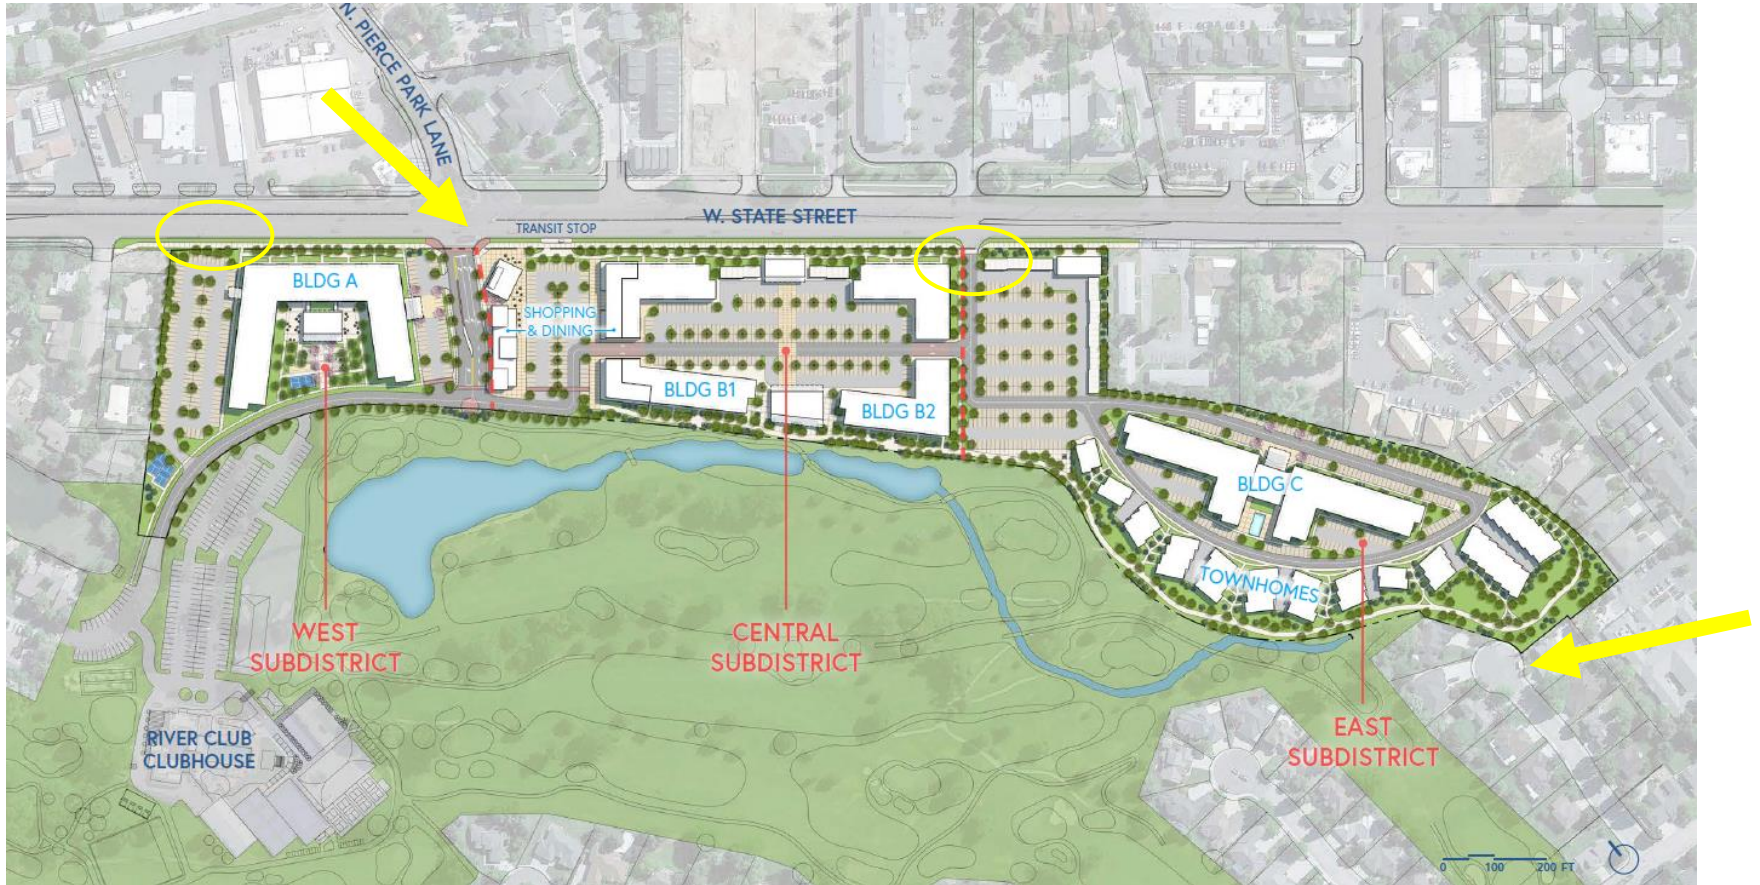 N. PIERCE PARK LANE
W. STATE STREET
TRANSIT STOP
BLDG A
SHOPPING
& DINING
BLDG B1
BLDG B2
BLDG C
TOWNHOMES
WEST
SUBDISTRICT
CENTRAL
SUBDISTRICT
EAST
SUBDISTRICT
RIVER CLUB
CLUBHOUSE
0 100 200 FT